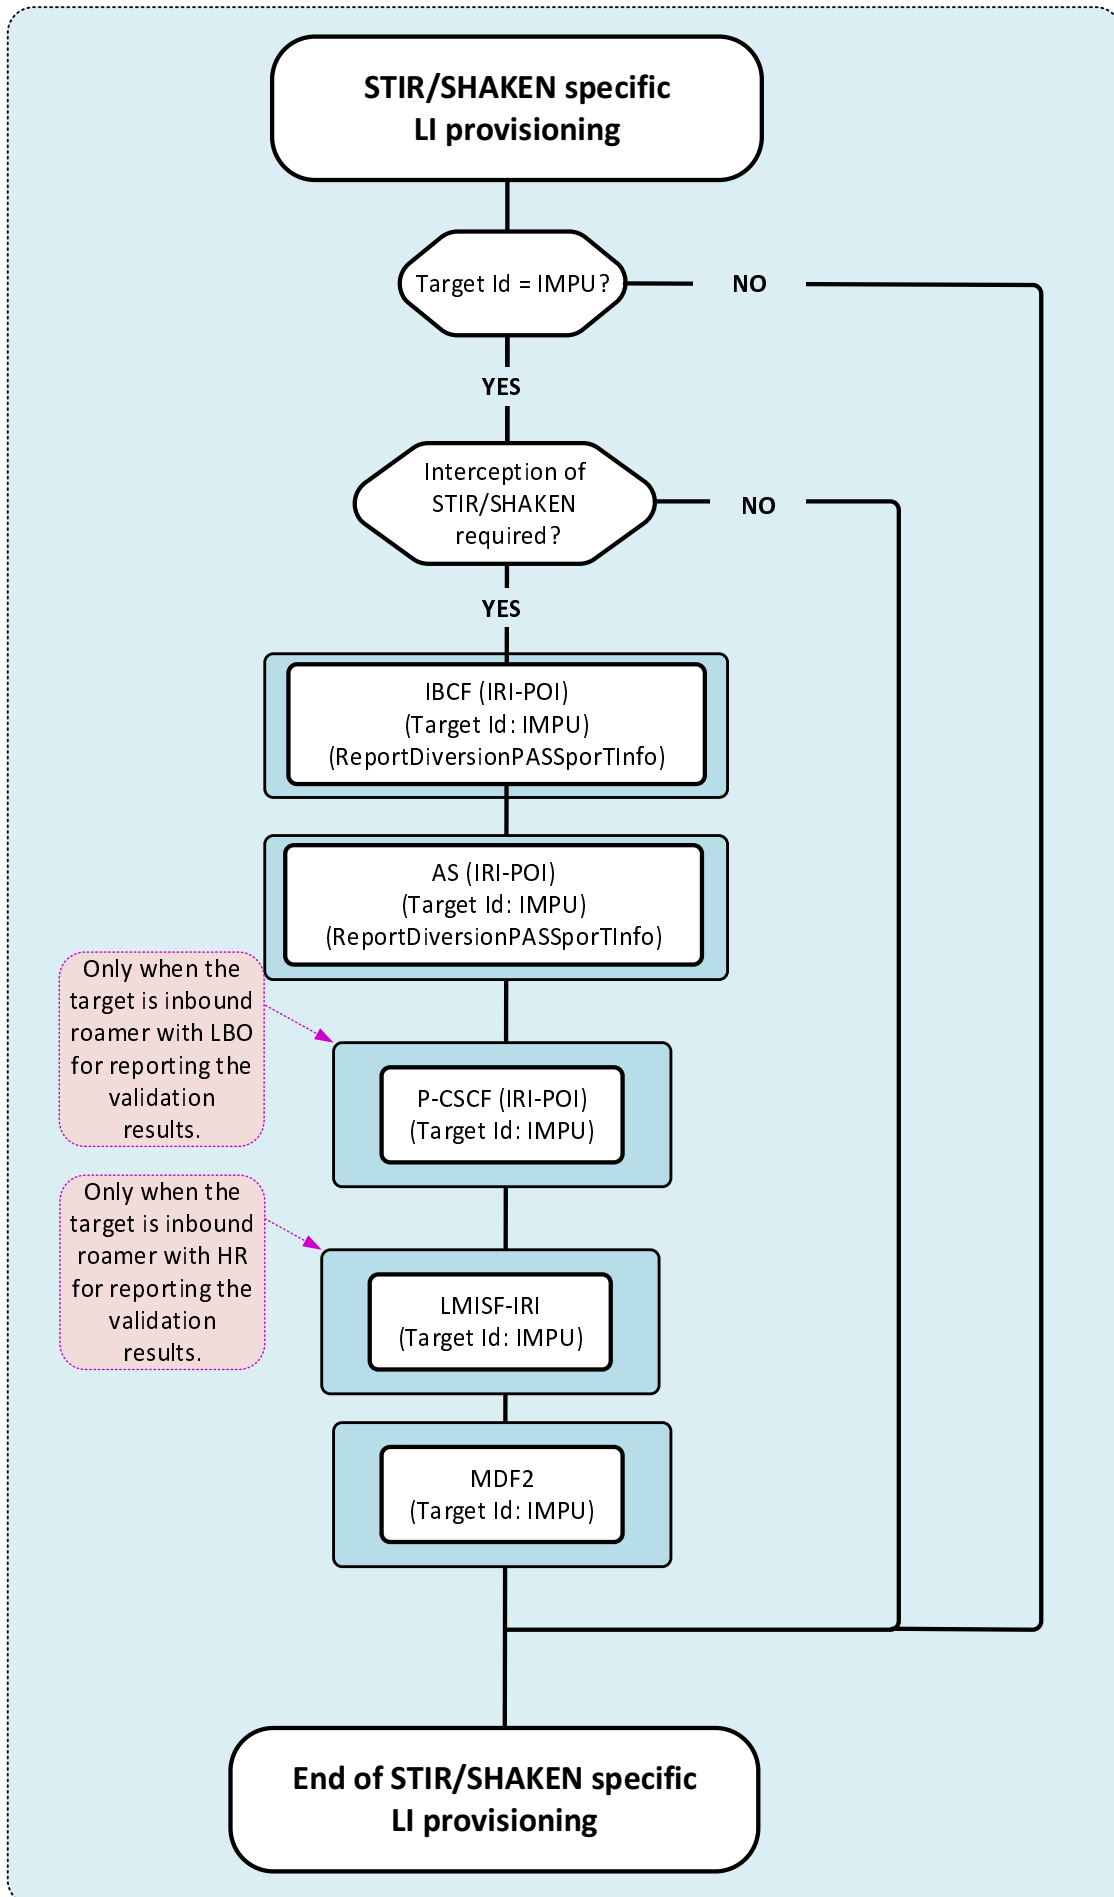 STIR/SHAKEN specific
LI provisioning
Target Id = IMPU?
NO
YES
Interception of
STIR/SHAKEN
required?
NO
YES
IBCF (IRI-POI)
(Target Id: IMPU)
(ReportDiversionPASSporTInfo)
AS (IRI-POI)
(Target Id: IMPU)
(ReportDiversionPASSporTInfo)
Only when the
target is inbound
roamer with LBO
for reporting the
validation
results.
P-CSCF (IRI-POI)
(Target Id: IMPU)
Only when the
target is inbound
roamer with HR
for reporting the
validation
results.
LMISF-IRI
(Target Id: IMPU)
MDF2
(Target Id: IMPU)
End of STIR/SHAKEN specific
LI provisioning